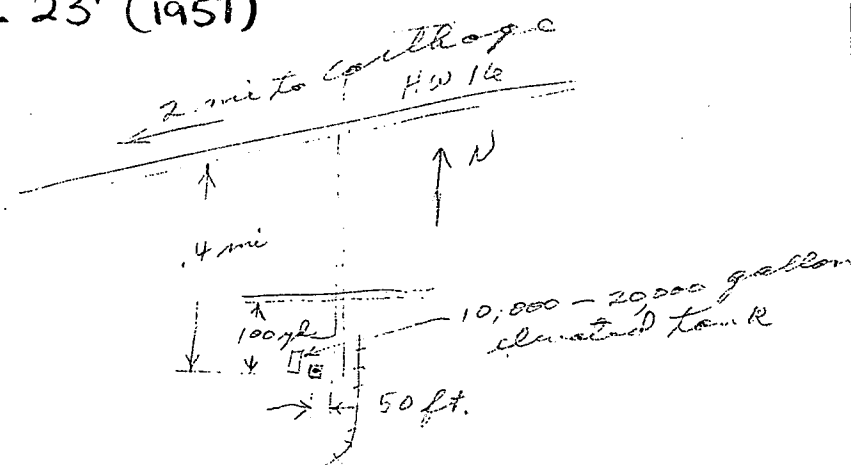 23' (1951)
2 mi to Carthage
HW 16
N
.4 mi
10,000 – 20,000 gallon
elevated tank
100 yds
50 ft.